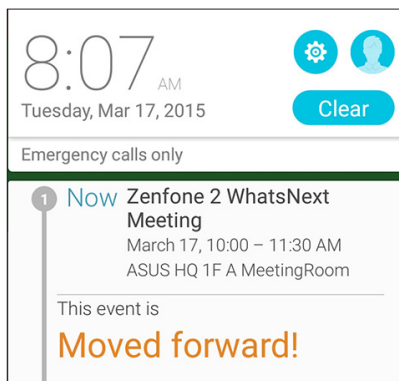 8:07 AM
Tuesday, Mar 17, 2015
Clear
Emergency calls only
1 Now Zenfone 2 WhatsNext
Meeting
March 17, 10:00 – 11:30 AM
ASUS HQ 1F A MeetingRoom
This event is
Moved forward!